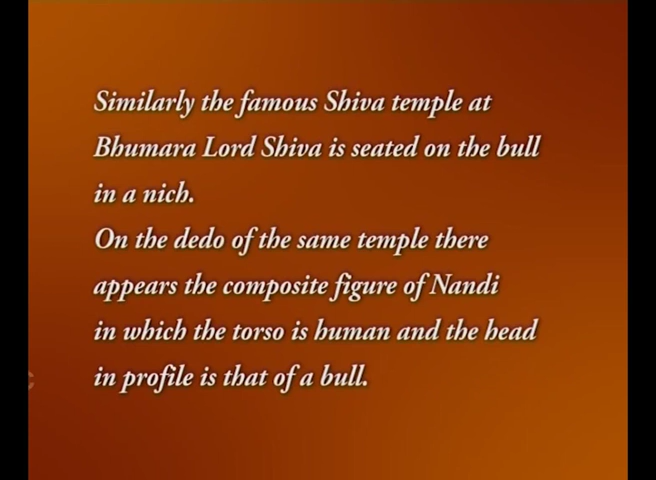 Similarly the famous Shiva temple at
Bhumara Lord Shiva is seated on the bull
in a nich.
On the dedo of the same temple there
appears the composite figure of Nandi
in which the torso is human and the head
in profile is that of a bull.